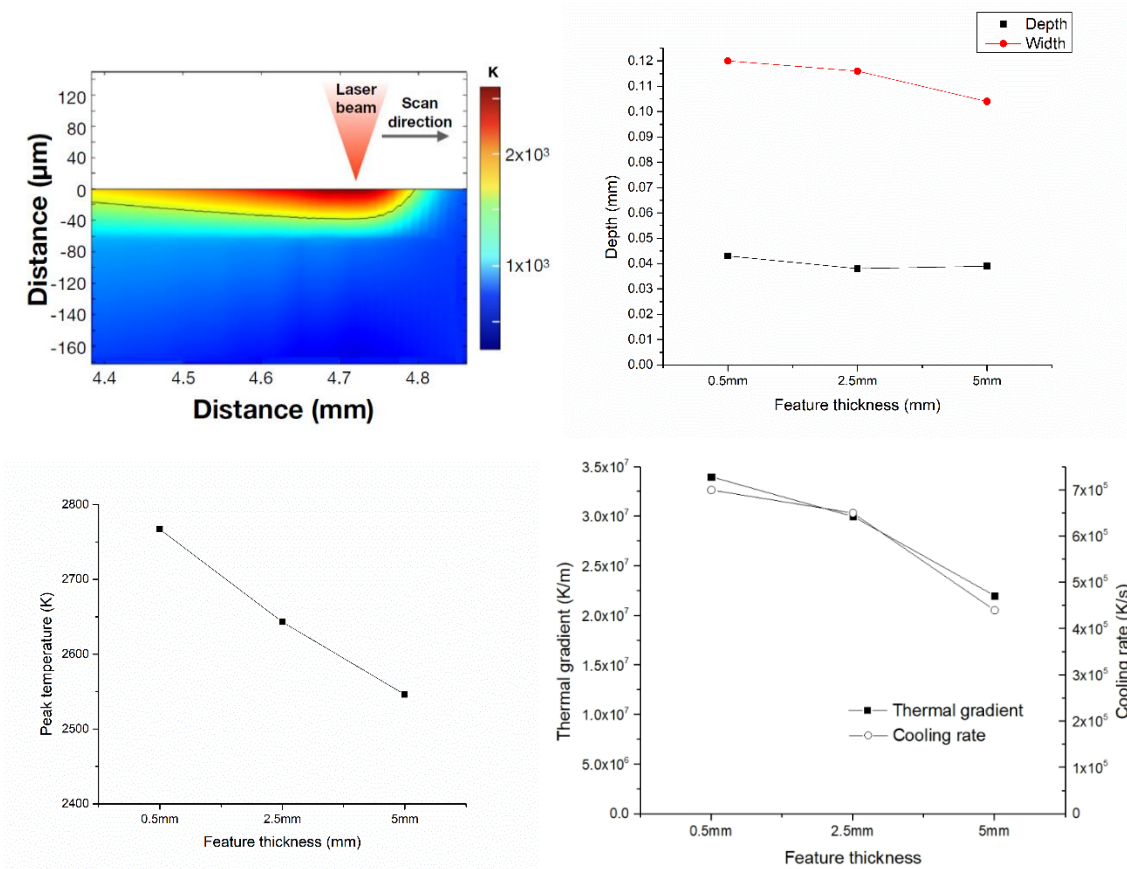 K
Laser
beam
Scan
direction
120
80
40
0
-40
-80
-120
-140
-160
2x10³
1x10³
Distance (µm)
4.4
4.5
4.6
4.7
4.8
Distance (mm)
Depth
Width
0.12
0.11
0.10
0.09
0.08
0.07
0.06
0.05
0.04
0.03
0.02
0.01
0.00
Depth (mm)
0.5mm
2.5mm
5mm
Feature thickness (mm)
2800
2700
2600
2500
2400
Peak temperature (K)
0.5mm
2.5mm
5mm
Feature thickness (mm)
3.5x10⁷
3.0x10⁷
2.5x10⁷
2.0x10⁷
1.5x10⁷
1.0x10⁷
5.0x10⁶
0.0
Thermal gradient (K/m)
Thermal gradient
Cooling rate
7x10⁵
6x10⁵
5x10⁵
4x10⁵
3x10⁵
2x10⁵
1x10⁵
0
Cooling rate (K/s)
0.5mm
2.5mm
5mm
Feature thickness